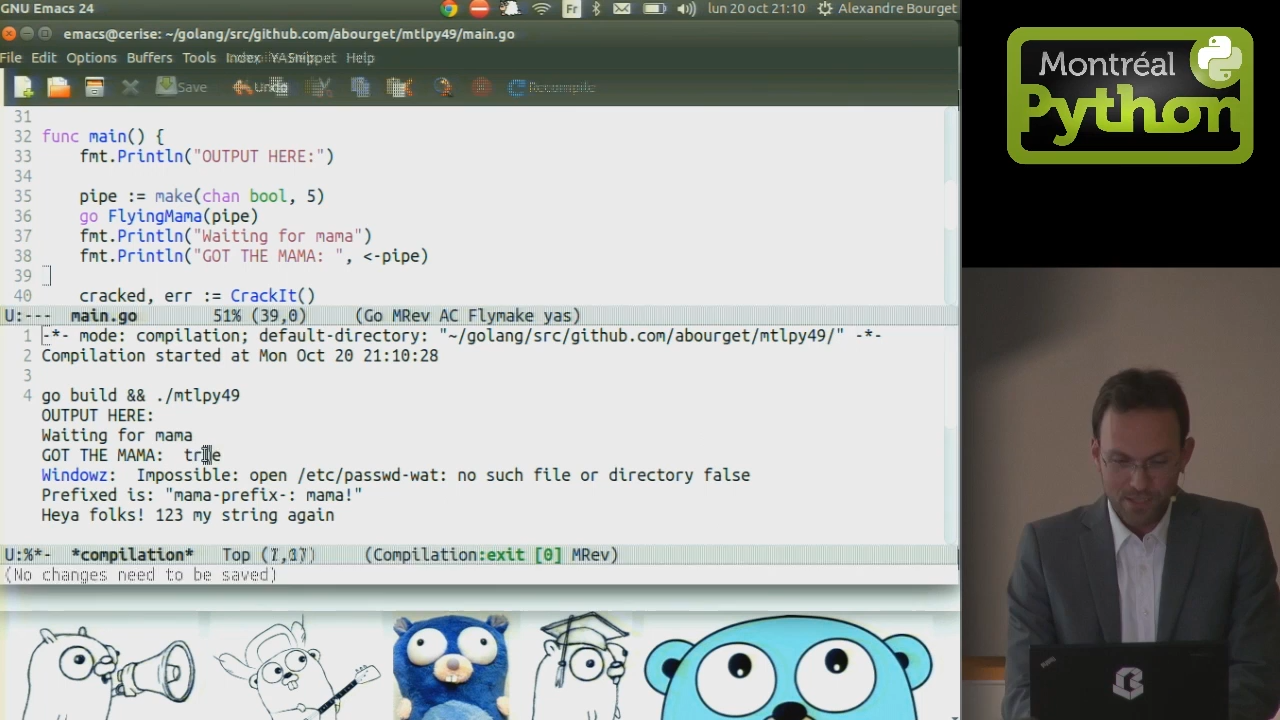 GNU Emacs 24
Fr
lun 20 oct 21:10
Alexandre Bourget
emacs@cerise: ~/golang/src/github.com/abourget/mtlpy49/main.go
File Edit Options Buffers Tools Index YASnippet Help
Save Undo Recompile
31
32 func main() {
33 fmt.Println("OUTPUT HERE:")
34
35 pipe := make(chan bool, 5)
36 go FlyingMama(pipe)
37 fmt.Println("Waiting for mama")
38 fmt.Println("GOT THE MAMA: ", <-pipe)
39
40 cracked, err := CrackIt()
U:--- main.go 51% (39,0) (Go MRev AC Flymake yas)
1 -*- mode: compilation; default-directory: "~/golang/src/github.com/abourget/mtlpy49/" -*-
2 Compilation started at Mon Oct 20 21:10:28
3
4 go build && ./mtlpy49
OUTPUT HERE:
Waiting for mama
GOT THE MAMA: true
Windowz: Impossible: open /etc/passwd-wat: no such file or directory false
Prefixed is: "mama-prefix-: mama!"
Heya folks! 123 my string again
U:%*- *compilation* Top (Compilation:exit [0] MRev)
(No changes need to be saved)
Montréal
Python